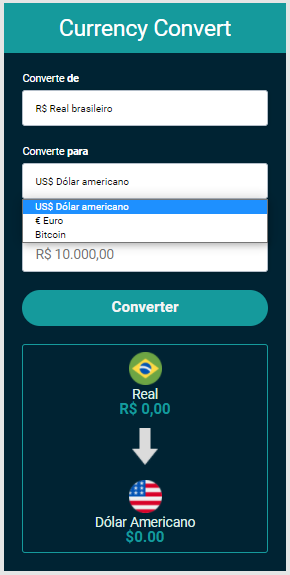 Currency Convert
Converte de
R$ Real brasileiro
Converte para
US$ Dólar americano
US$ Dólar americano
€ Euro
Bitcoin
R$ 10.000,00
Converter
Real
R$ 0,00
Dólar Americano
$0.00